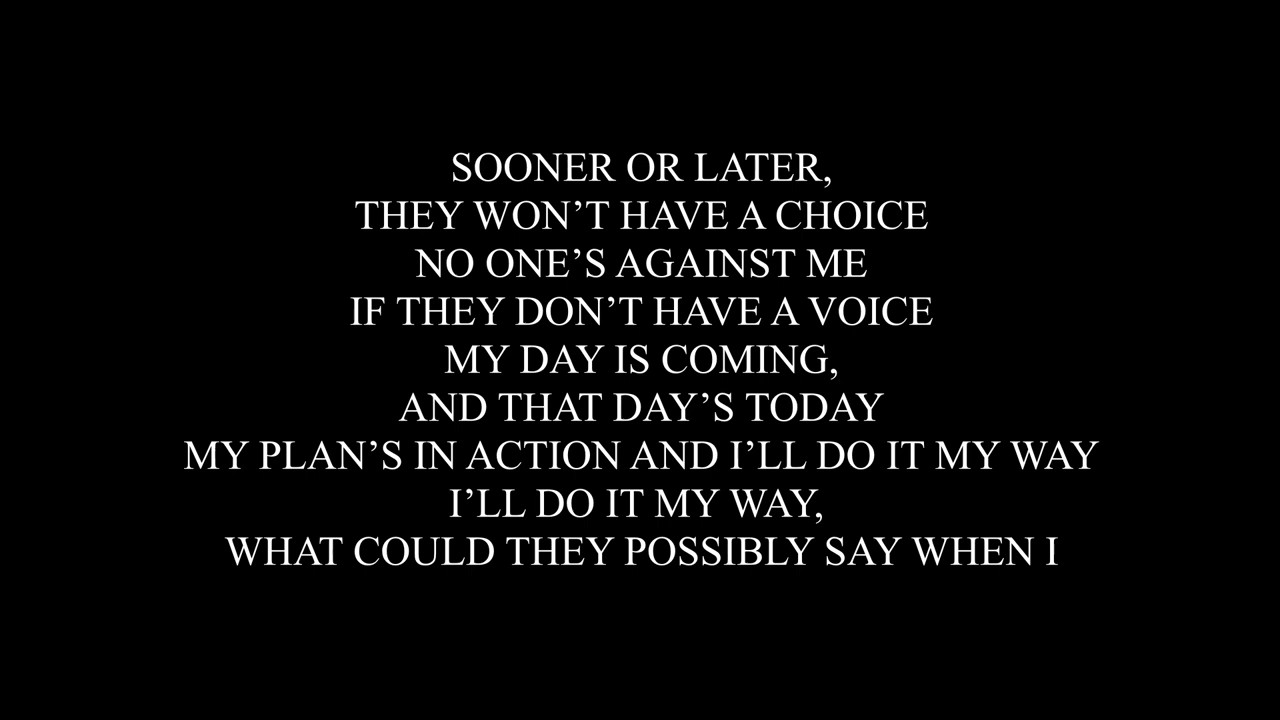 SOONER OR LATER,
THEY WON’T HAVE A CHOICE
NO ONE’S AGAINST ME
IF THEY DON’T HAVE A VOICE
MY DAY IS COMING,
AND THAT DAY’S TODAY
MY PLAN’S IN ACTION AND I’LL DO IT MY WAY
I’LL DO IT MY WAY,
WHAT COULD THEY POSSIBLY SAY WHEN I